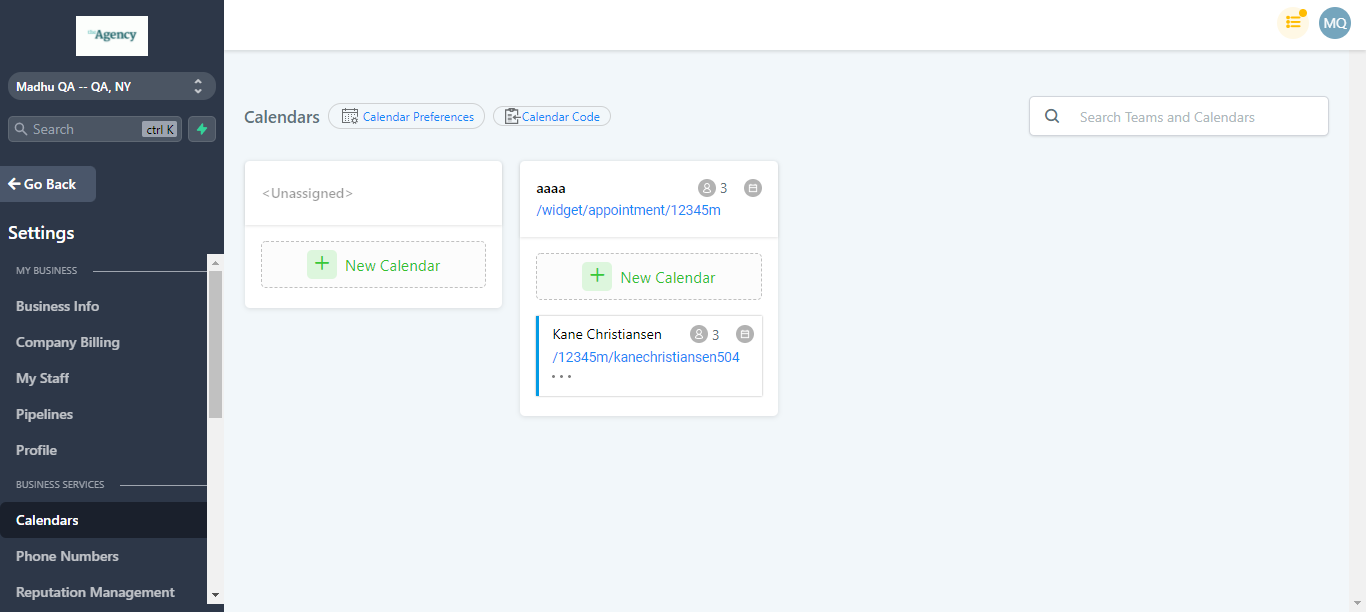 theAgency
MQ
Madhu QA -- QA, NY
Search
ctrl K
Go Back
Settings
MY BUSINESS
Business Info
Company Billing
My Staff
Pipelines
Profile
BUSINESS SERVICES
Calendars
Phone Numbers
Reputation Management
Calendars
Calendar Preferences
Calendar Code
Search Teams and Calendars
<Unassigned>
+ New Calendar
aaaa
3
/widget/appointment/12345m
+ New Calendar
Kane Christiansen
3
/12345m/kanechristiansen504